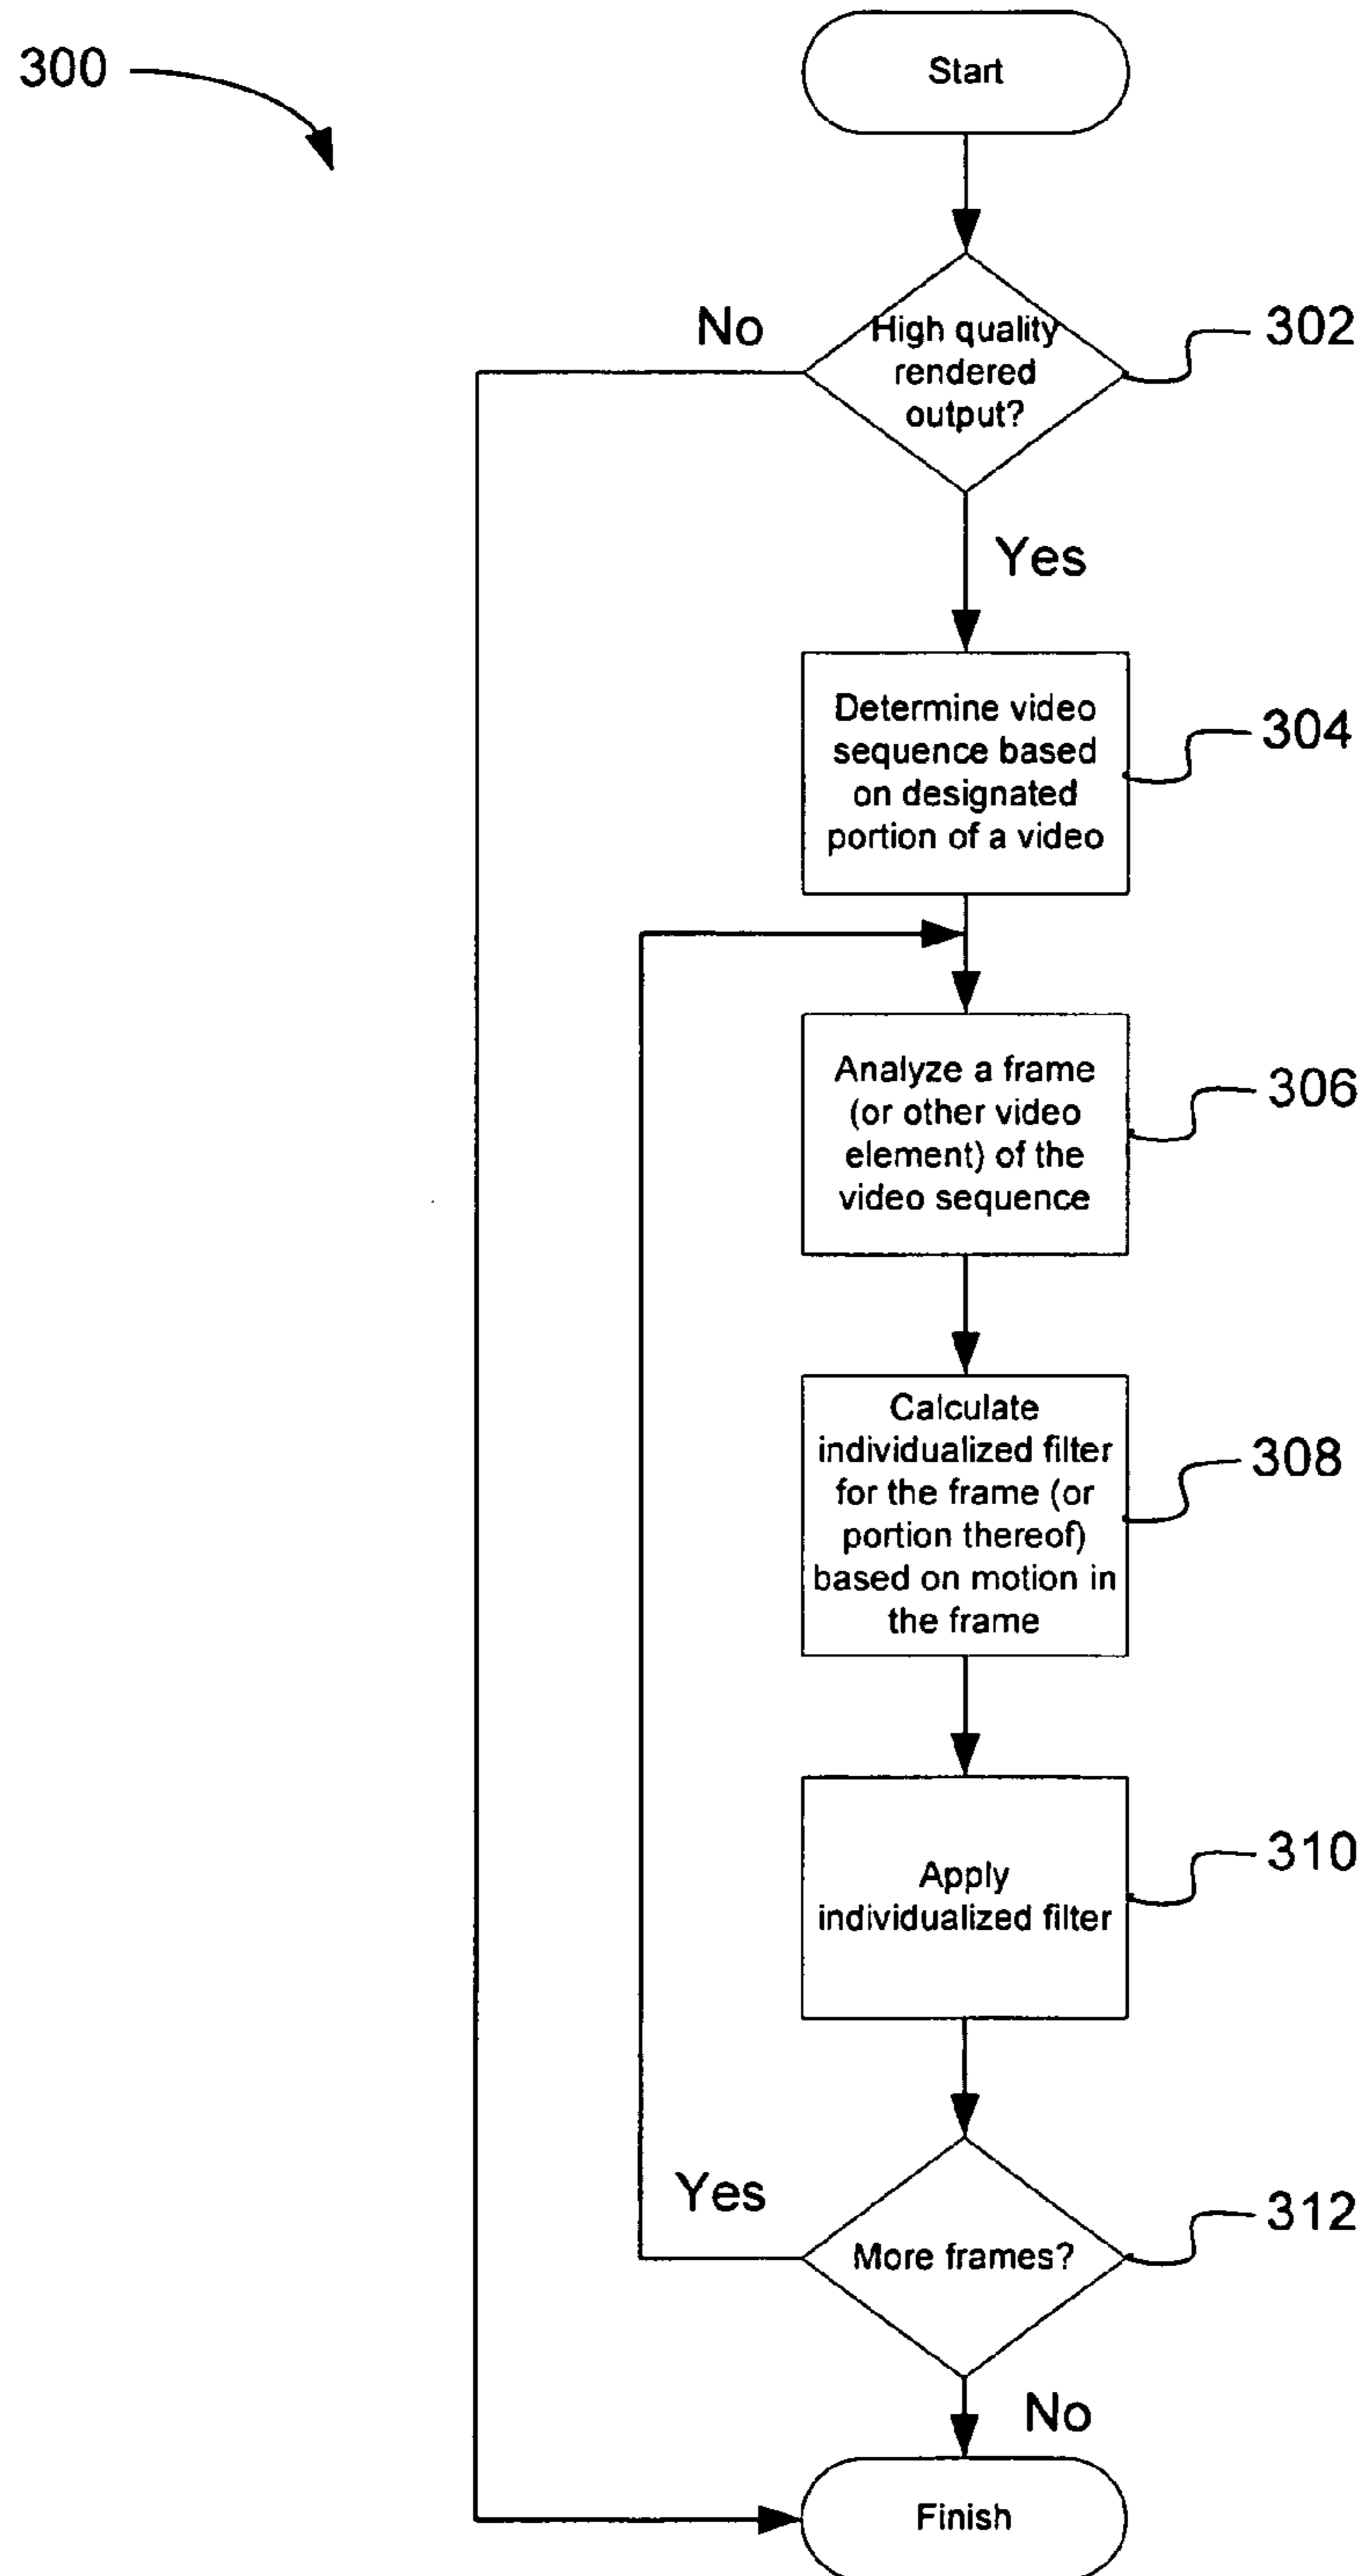 300
Start
No
High quality
rendered
output?
302
Yes
Determine video
sequence based
on designated
portion of a video
304
Analyze a frame
(or other video
element) of the
video sequence
306
Calculate
individualized filter
for the frame (or
portion thereof)
based on motion in
the frame
308
Apply
individualized filter
310
Yes
More frames?
312
No
Finish